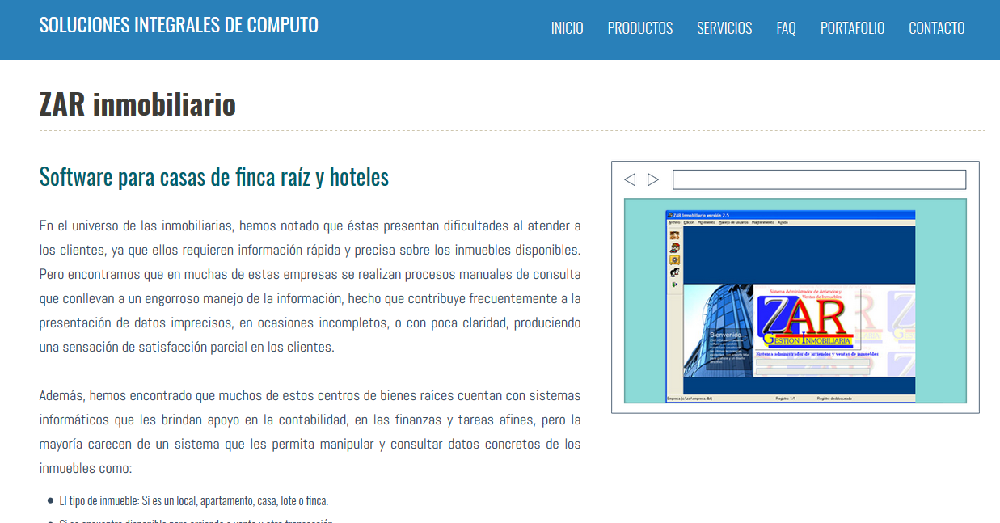 SOLUCIONES INTEGRALES DE COMPUTO
INICIO PRODUCTOS SERVICIOS FAQ PORTAFOLIO CONTACTO
ZAR inmobiliario
Software para casas de finca raíz y hoteles
En el universo de las inmobiliarias, hemos notado que éstas presentan dificultades al atender a
los clientes, ya que ellos requieren información rápida y precisa sobre los inmuebles disponibles.
Pero encontramos que en muchas de estas empresas se realizan procesos manuales de consulta
que conllevan a un engorroso manejo de la información, hecho que contribuye frecuentemente a la
presentación de datos imprecisos, en ocasiones incompletos, o con poca claridad, produciendo
una sensación de satisfacción parcial en los clientes.
Además, hemos encontrado que muchos de estos centros de bienes raíces cuentan con sistemas
informáticos que les brindan apoyo en la contabilidad, en las finanzas y tareas afines, pero la
mayoría carecen de un sistema que les permita manipular y consultar datos concretos de los
inmuebles como:
El tipo de inmueble: Si es un local, apartamento, casa, lote o finca.
ZAR Inmobiliario versión 2.5
Archivo Edición Movimiento Manejo de usuarios Mantenimiento Ayuda
Sistema Administrador de Arriendos y
Ventas de Inmuebles
ZAR
GESTION INMOBILIARIA
Bienvenido.
Sistema administrador de arriendos y ventas de inmuebles
Empresa (c:\zar\empresa.dbf) Registro: 1/1 Registro desbloqueado